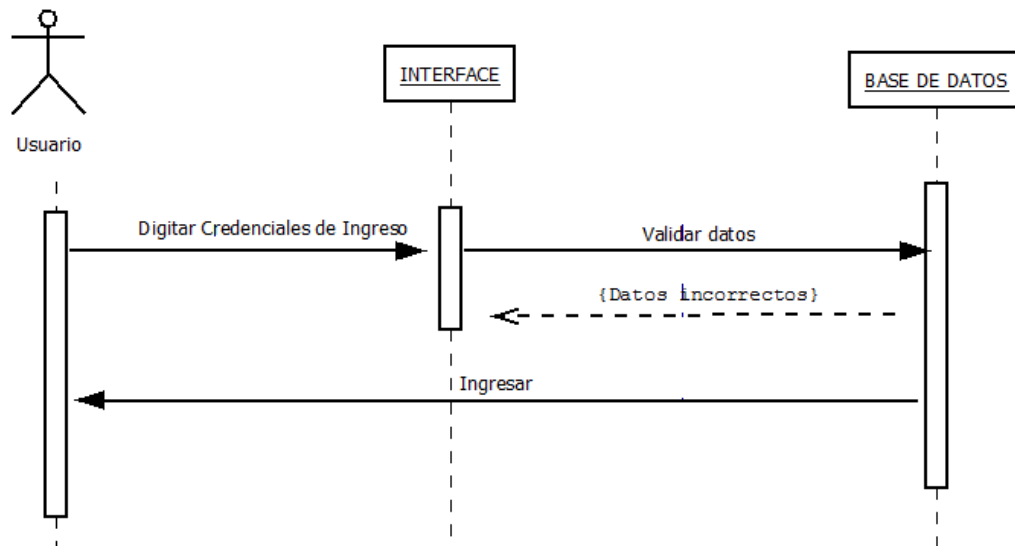 INTERFACE
BASE DE DATOS
Usuario
Digitar Credenciales de Ingreso
Validar datos
{Datos incorrectos}
Ingresar